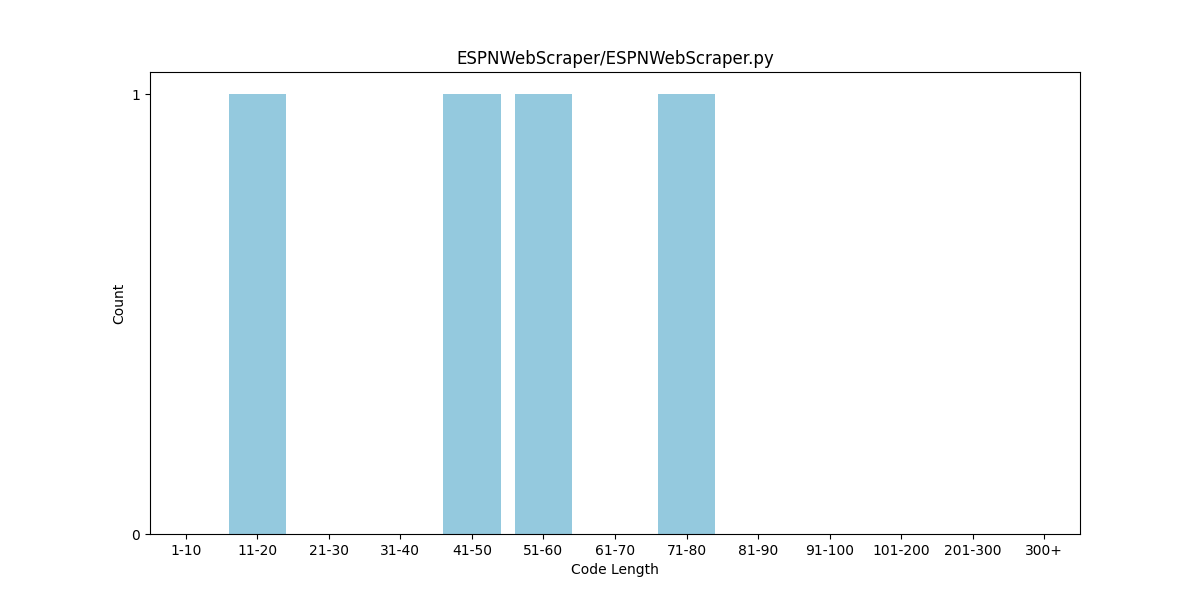 ESPNWebScraper/ESPNWebScraper.py
1
Count
0
1-10 11-20 21-30 31-40 41-50 51-60 61-70 71-80 81-90 91-100 101-200 201-300 300+
Code Length